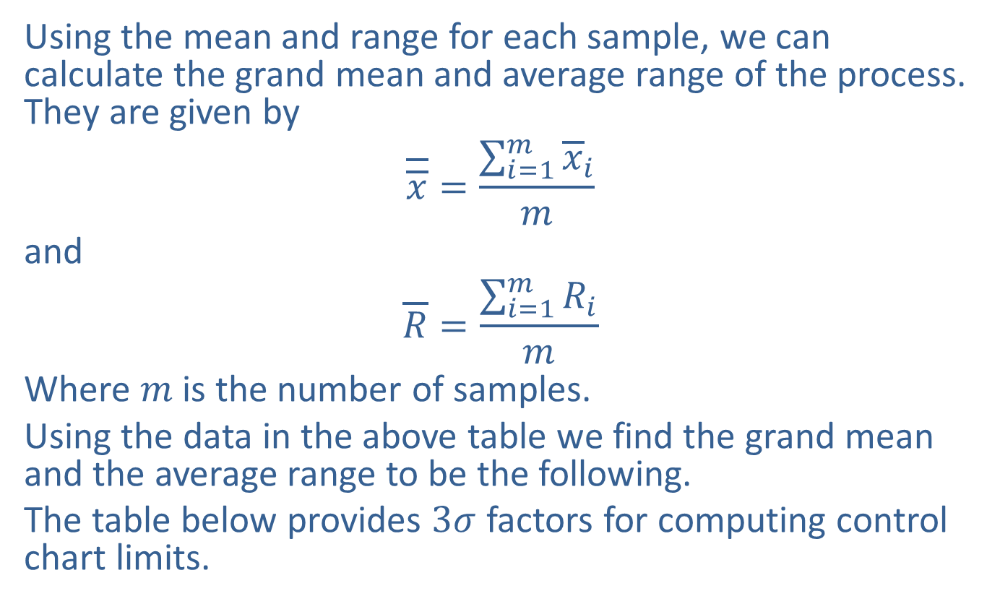 Using the mean and range for each sample, we can
calculate the grand mean and average range of the process.
They are given by
$\overline{\overline{x}} = \frac{\sum_{i=1}^{m} \overline{x}_i}{m}$
and
$\overline{R} = \frac{\sum_{i=1}^{m} R_i}{m}$
Where $m$ is the number of samples.
Using the data in the above table we find the grand mean
and the average range to be the following.
The table below provides $3\sigma$ factors for computing control
chart limits.